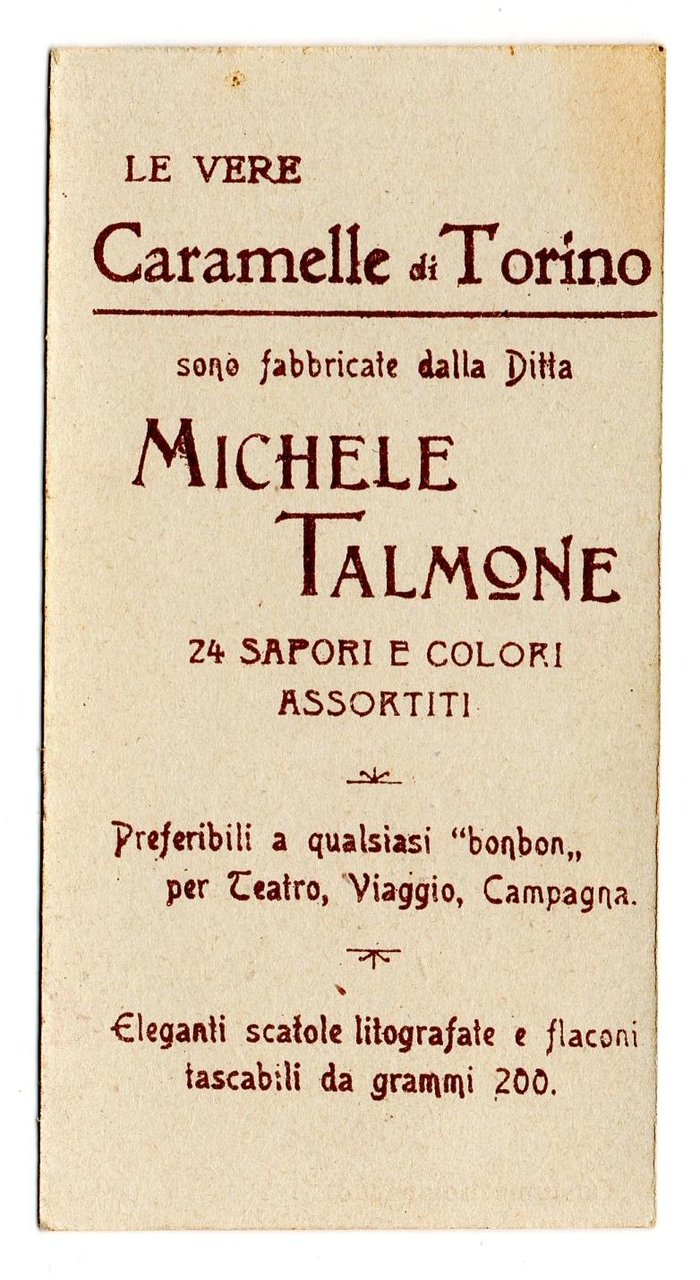 LE VERE
Caramelle di Torino
sono fabbricate dalla Ditta
MICHELE
TALMONE
24 SAPORI E COLORI
ASSORTITI
Preferibili a qualsiasi “bonbon„
per Teatro, Viaggio, Campagna.
Eleganti scatole litografate e flaconi
tascabili da grammi 200.